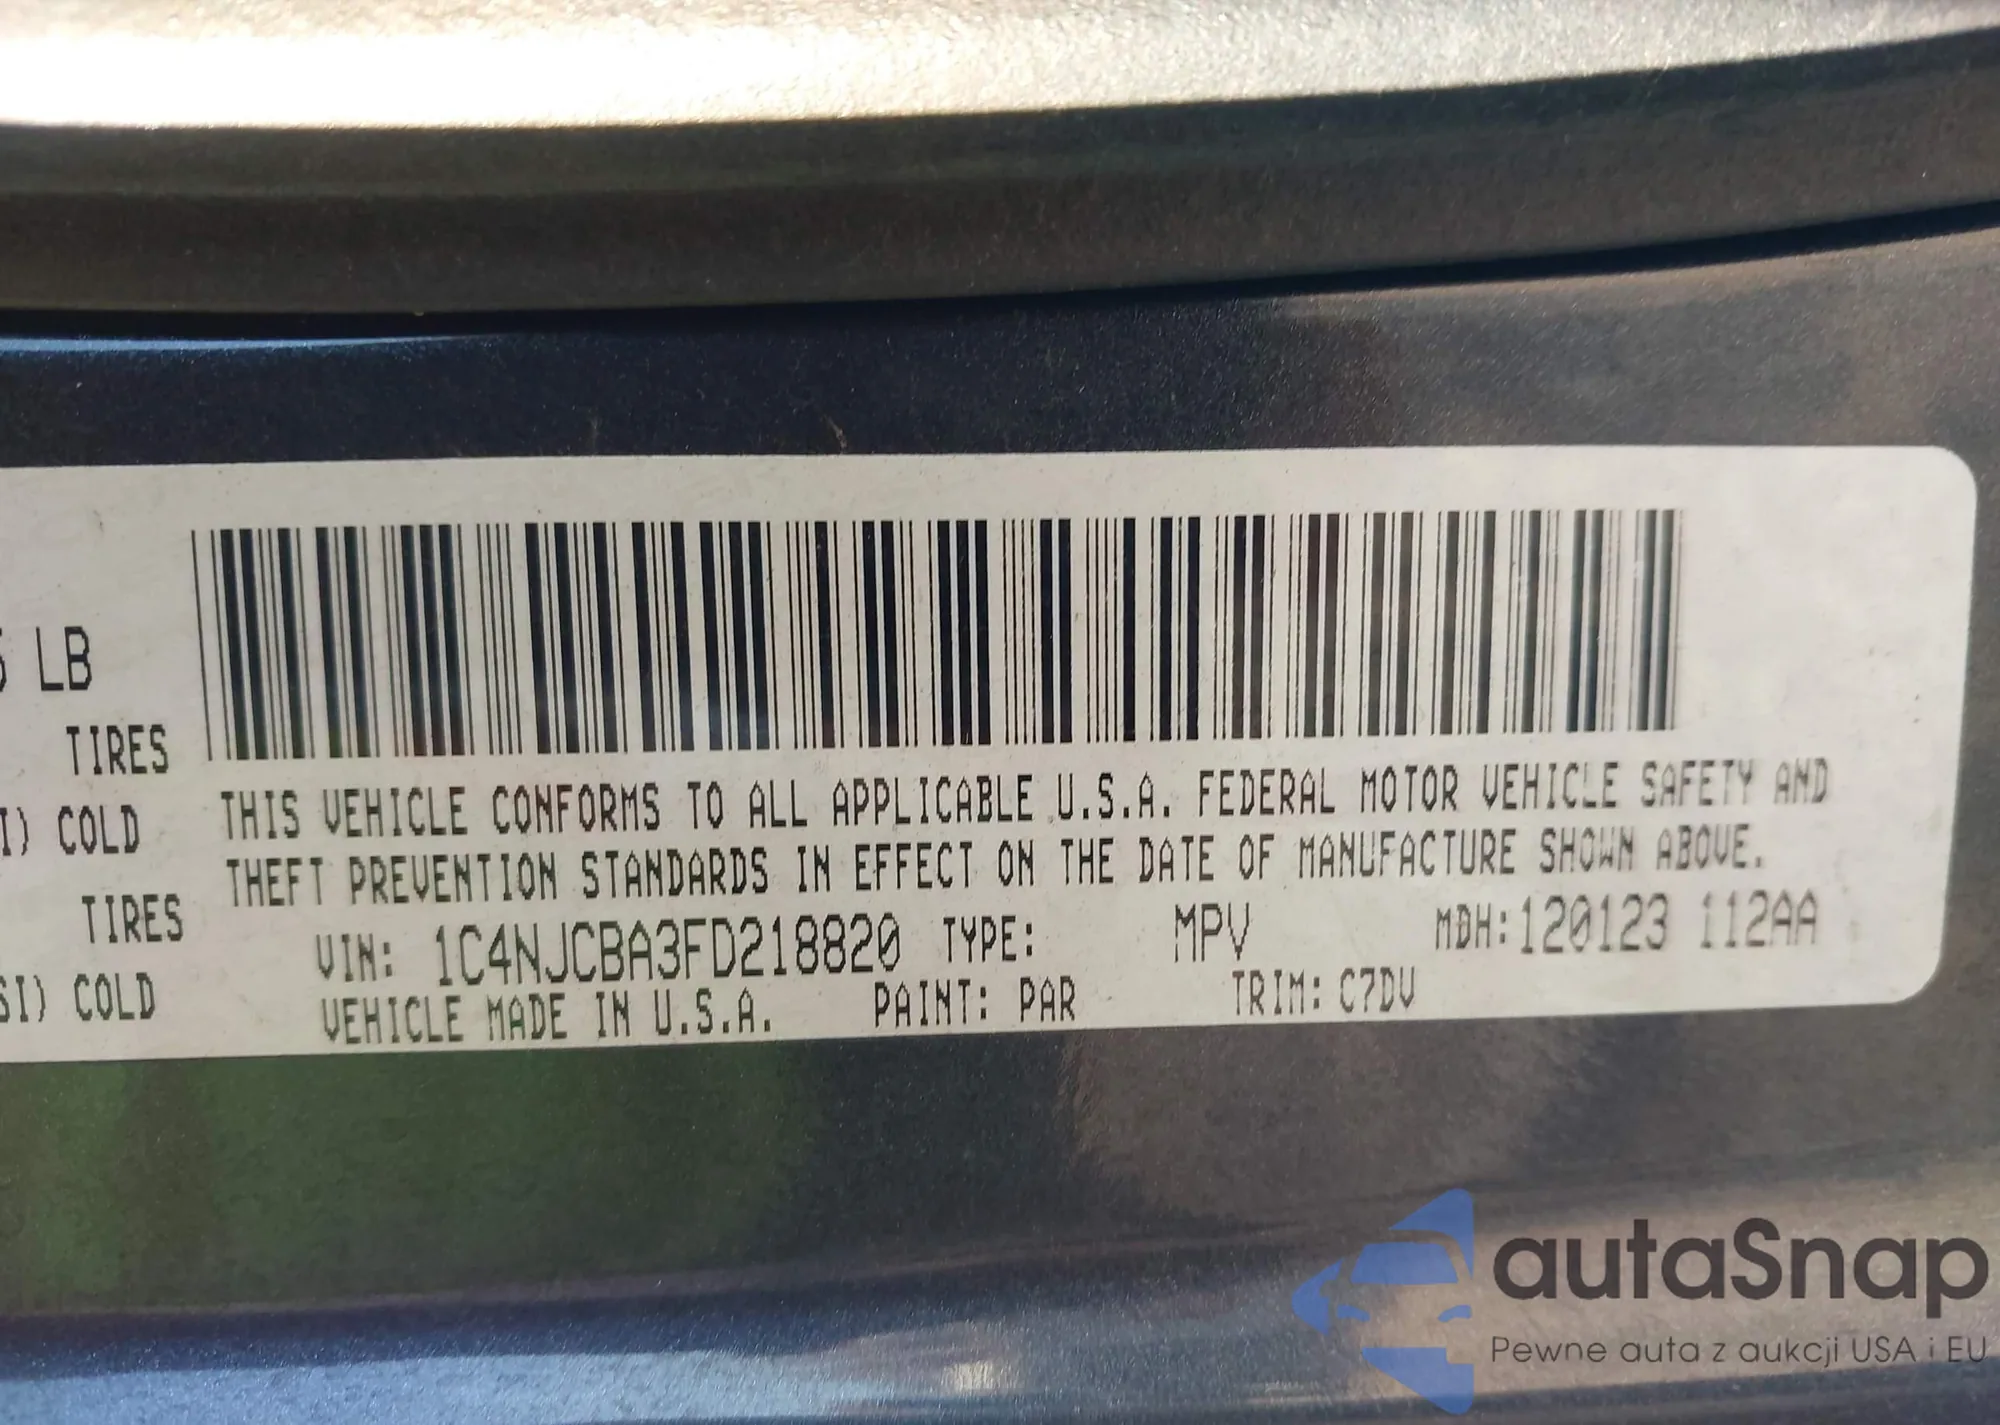 LB
TIRES
COLD
TIRES
COLD
THIS VEHICLE CONFORMS TO ALL APPLICABLE U.S.A. FEDERAL MOTOR VEHICLE SAFETY AND
THEFT PREVENTION STANDARDS IN EFFECT ON THE DATE OF MANUFACTURE SHOWN ABOVE.
VIN: 1C4NJCBA3FD218820 TYPE: MPV MDH:120123 112AA
VEHICLE MADE IN U.S.A. PAINT: PAR TRIM: C7DV
autaSnap
Pewne auta z aukcji USA i EU